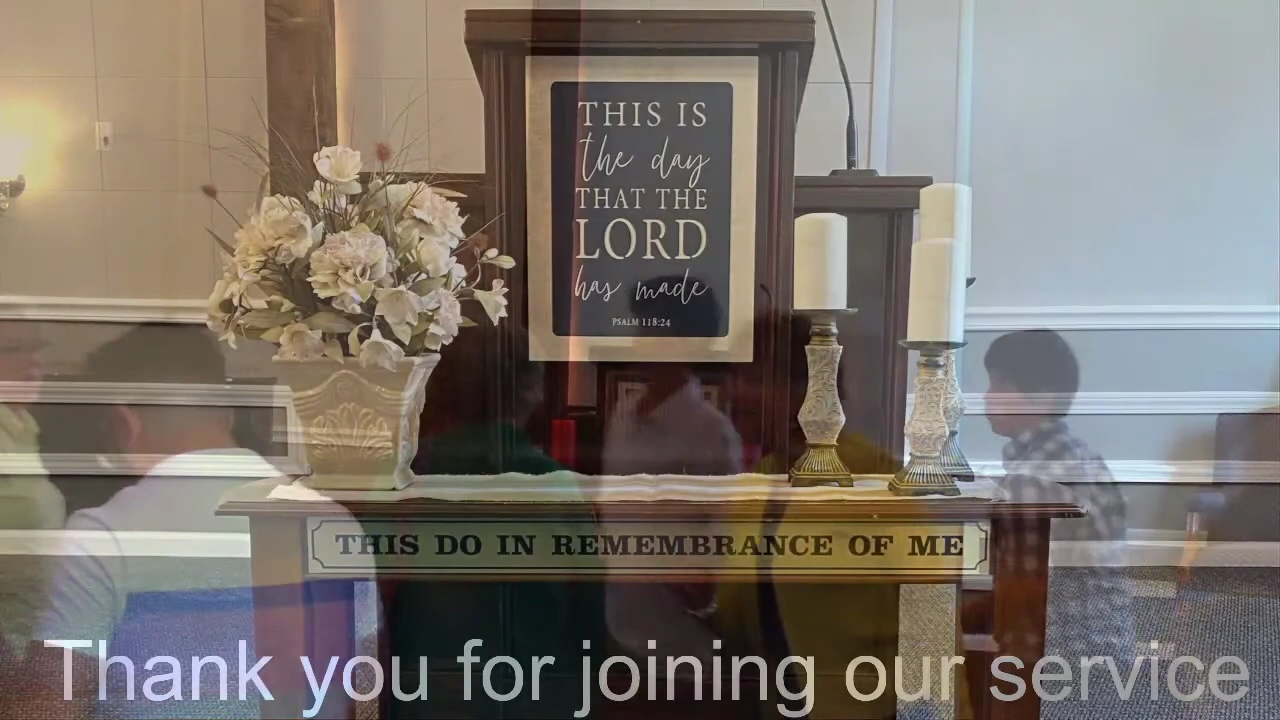 THIS IS
the day
THAT THE
LORD
has made
PSALM 118:24
THIS DO IN REMEMBRANCE OF ME
Thank you for joining our service